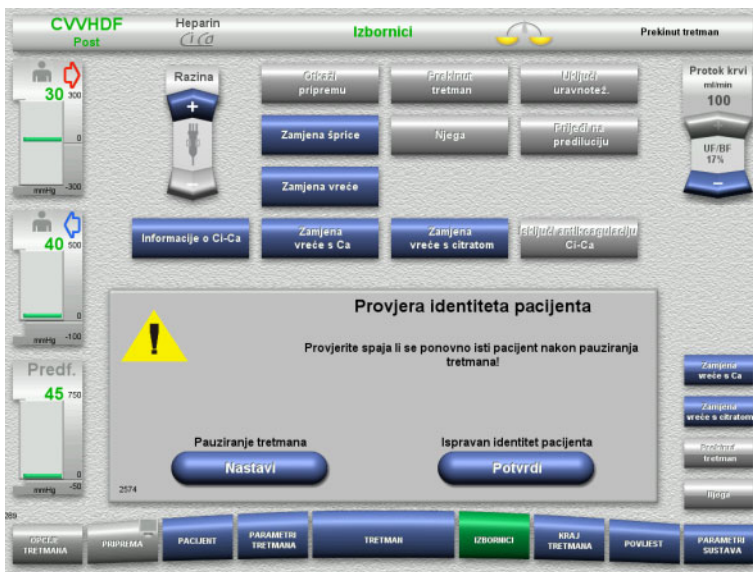 CVVHDF
Post
Heparin
CiCa
Izbornici
Prekinut tretman
30
300
0
mmHg
-300
Razina
+
−
Otkaži
pripremu
Prekinut
tretman
Uključi
uravnotež.
Protok krvi
ml/min
100
+
UF/BF
17%
−
Zamjena šprice
Njega
Prijeđi na
prediluciju
Zamjena vreće
40
500
0
mmHg
-100
Informacije o Ci-Ca
Zamjena
vreće s Ca
Zamjena
vreće s citratom
Isključi antikoagulaciju
Ci-Ca
Provjera identiteta pacijenta
Provjerite spaja li se ponovno isti pacijent nakon pauziranja
tretmana!
Predf.
45
750
0
mmHg
-50
Pauziranje tretmana
Nastavi
Ispravan identitet pacijenta
Potvrdi
2574
Zamjena
vreće s Ca
Zamjena
vreće s citratom
Prekinut
tretman
Njega
289
OPCIJE
TRETMANA
PRIPREMA
PACIJENT
PARAMETRI
TRETMANA
TRETMAN
IZBORNICI
KRAJ
TRETMANA
POVIJEST
PARAMETRI
SUSTAVA